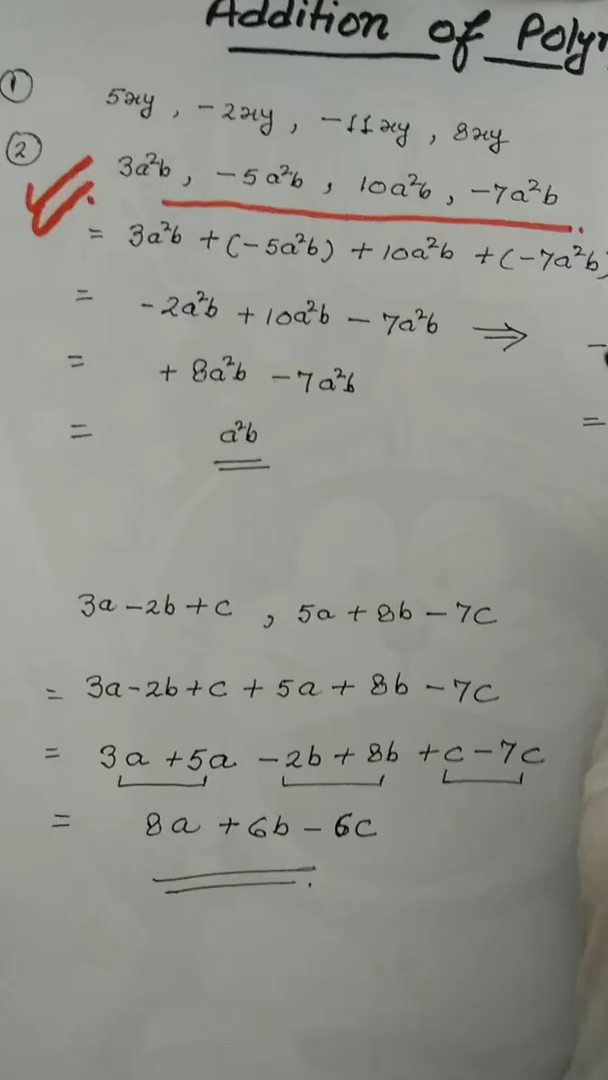 Addition of Polyn
① 5xy , -2xy , -11xy , 8xy
② 3a²b , -5a²b , 10a²b , -7a²b
= 3a²b + (-5a²b) + 10a²b + (-7a²b)
= -2a²b + 10a²b - 7a²b ⇒ -
= + 8a²b - 7a²b
= a²b =
3a - 2b + c , 5a + 8b - 7c
= 3a - 2b + c + 5a + 8b - 7c
= 3a + 5a - 2b + 8b + c - 7c
= 8a + 6b - 6c